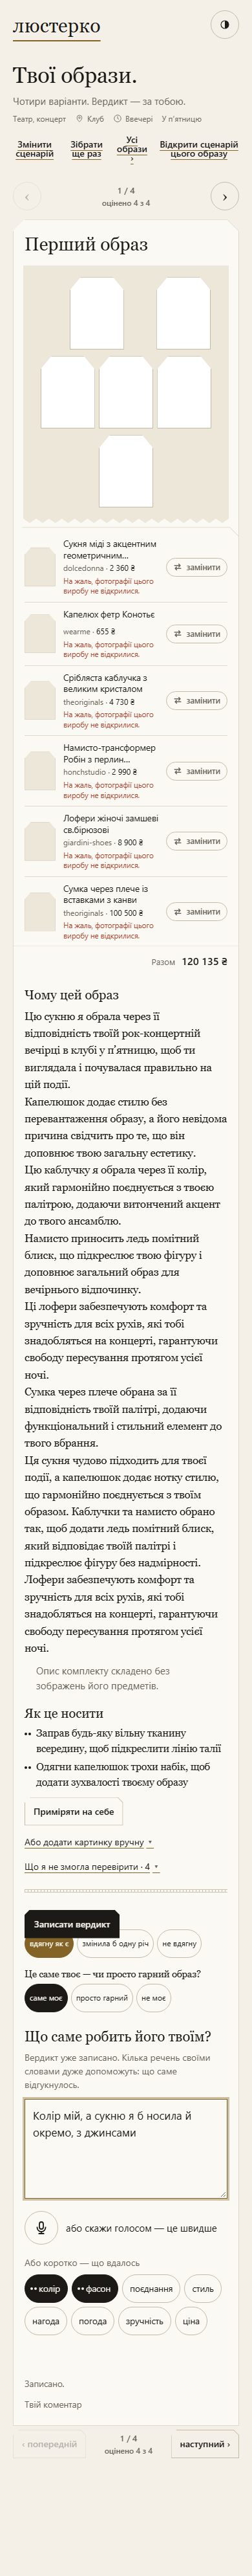 люстерко
Твої образи.
Чотири варіанти. Вердикт — за тобою.
Театр, концерт Клуб Ввечері У п'ятницю
Змінити сценарій
Зібрати ще раз
Усі образи ›
Відкрити сценарій цього образу
‹
1 / 4
оцінено 4 з 4
›
Перший образ
Сукня міді з акцентним
геометричним...
dolcedonna · 2 360 ₴
На жаль, фотографії цього
виробу не відкрилися.
⇄ замінити
Капелюх фетр Конотьє
wearme · 655 ₴
На жаль, фотографії цього
виробу не відкрилися.
⇄ замінити
Срібляста каблучка з
великим кристалом
theoriginals · 4 730 ₴
На жаль, фотографії цього
виробу не відкрилися.
⇄ замінити
Намисто-трансформер
Робін з перлин...
honchstudio · 2 990 ₴
На жаль, фотографії цього
виробу не відкрилися.
⇄ замінити
Лофери жіночі замшеві
св.бірюзові
giardini-shoes · 8 900 ₴
На жаль, фотографії цього
виробу не відкрилися.
⇄ замінити
Сумка через плече із
вставками з канви
theoriginals · 100 500 ₴
На жаль, фотографії цього
виробу не відкрилися.
⇄ замінити
Разом 120 135 ₴
Чому цей образ
Цю сукню я обрала через її
відповідність твоїй рок-концертній
вечірці в клубі у п'ятницю, щоб ти
виглядала і почувалася правильно на
цій події.
Капелюшок додає стилю без
перевантаження образу, а його невідома
причина свідчить про те, що він
доповнює твою загальну естетику.
Цю каблучку я обрала через її колір,
який гармонійно поєднується з твоєю
палітрою, додаючи витончений акцент
до твого ансамблю.
Намисто приносить ледь помітний
блиск, що підкреслює твою фігуру і
доповнює загальний образ для
вечірнього відпочинку.
Ці лофери забезпечують комфорт та
зручність для всіх рухів, які тобі
знадобляться на концерті, гарантуючи
свободу пересування протягом усієї
ночі.
Сумка через плече обрана за її
відповідність твоїй палітрі, додаючи
функціональний і стильний елемент до
твого вбрання.
Ця сукня чудово підходить для твоєї
події, а капелюшок додає нотку стилю,
що гармонійно поєднується з твоїм
образом. Каблучки та намисто обрано
так, щоб додати помітний блиск,
який відповідає твоїй палітрі і
підкреслює фігуру без надмірності.
Лофери забезпечують комфорт та
зручність для всіх рухів, які тобі
знадобляться на концерті, гарантуючи
свободу пересування протягом усієї
ночі.
Опис комплекту складено без
зображень його предметів.
Як це носити
•• Заправ будь-яку вільну тканину
всередину, щоб підкреслити лінію талії
•• Одягни капелюшок трохи набік, щоб
додати зухвалості твоєму образу
Приміряти на себе
Або додати картинку вручну
Що я не змогла перевірити · 4
Записати вердикт
вдягну як є змінила б одну річ не вдягну
Це саме твоє — чи просто гарний образ?
саме моє просто гарний не моє
Що саме робить його твоїм?
Вердикт уже записано. Кілька речень своїми
словами дуже допоможуть: що саме
відгукнулось.
Колір мій, а сукню я б носила й
окремо, з джинсами
або скажи голосом — це швидше
Або коротко — що вдалось
•• колір •• фасон поєднання стиль
нагода погода зручність ціна
Записано.
Твій коментар
‹ попередній
1 / 4
оцінено 4 з 4
наступний ›